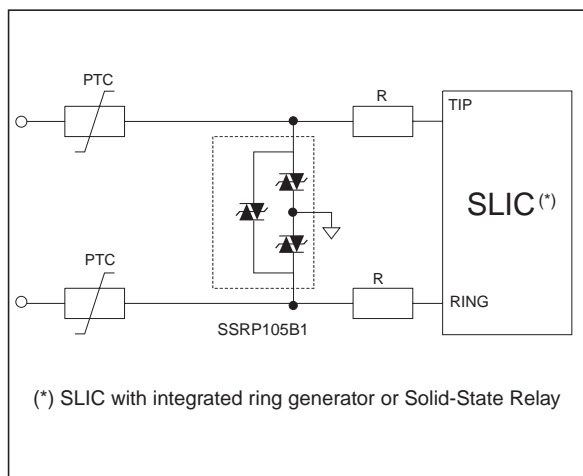 PTC
R
TIP
SLIC(*)
PTC
R
RING
SSRP105B1
(*) SLIC with integrated ring generator or Solid-State Relay